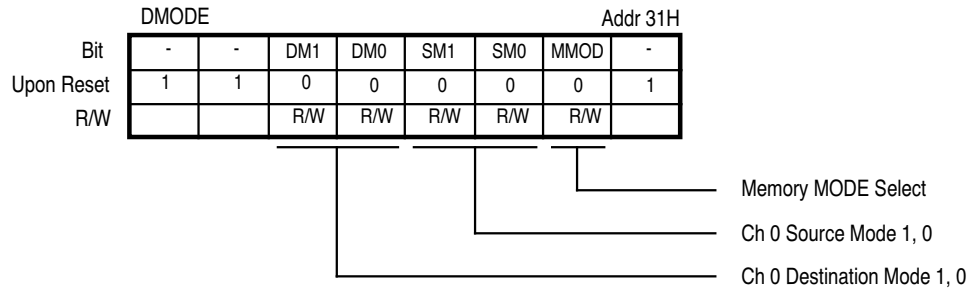 DMODE Addr 31H
Bit - - DM1 DM0 SM1 SM0 MMOD -
Upon Reset 1 1 0 0 0 0 0 1
R/W R/W R/W R/W R/W R/W
Memory MODE Select
Ch 0 Source Mode 1, 0
Ch 0 Destination Mode 1, 0